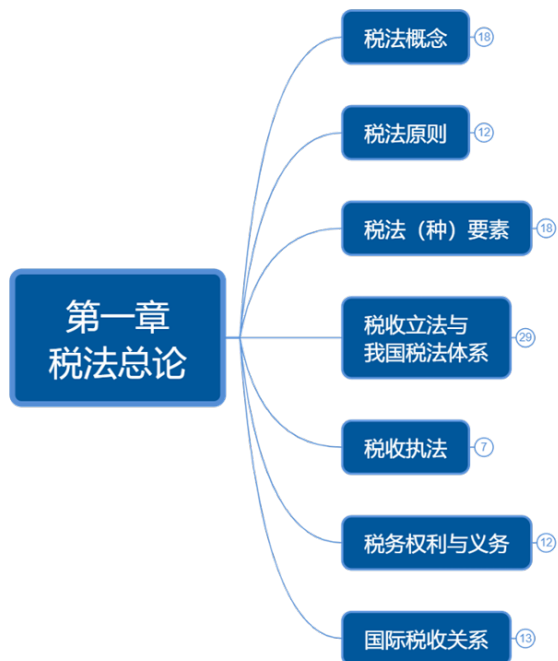 税法概念
18
税法原则
12
税法（种）要素
18
第一章
税法总论
税收立法与
我国税法体系
29
税收执法
7
税务权利与义务
12
国际税收关系
13